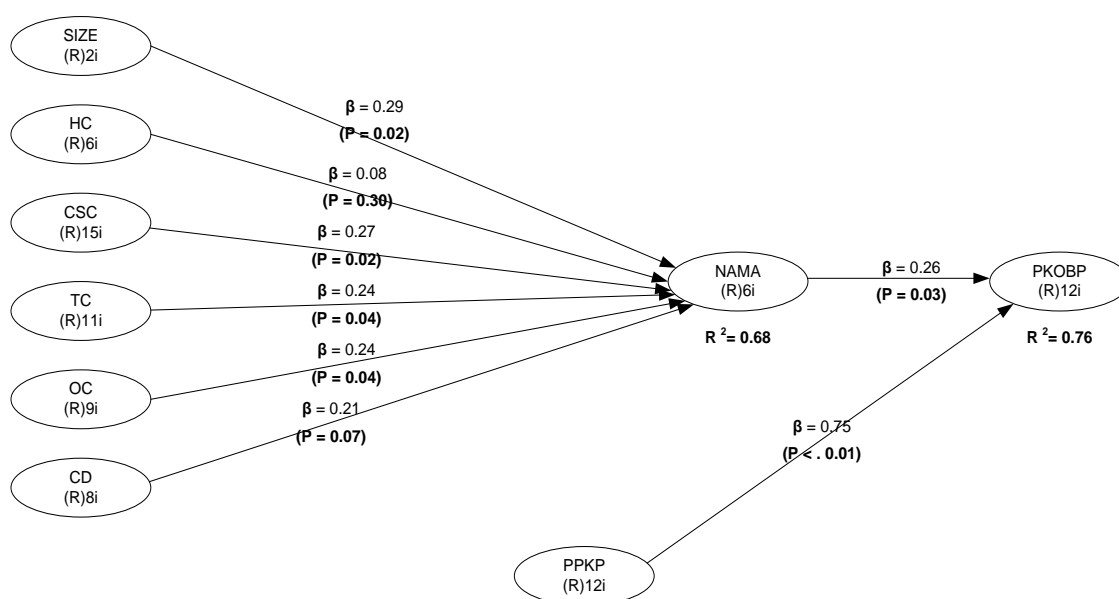 SIZE
(R)2i
β = 0.29
(P = 0.02)
HC
(R)6i
β = 0.08
(P = 0.30)
CSC
(R)15i
β = 0.27
(P = 0.02)
TC
(R)11i
β = 0.24
(P = 0.04)
OC
(R)9i
β = 0.24
(P = 0.04)
CD
(R)8i
β = 0.21
(P = 0.07)
NAMA
(R)6i
R ²= 0.68
β = 0.26
(P = 0.03)
PKOBP
(R)12i
R ²= 0.76
β = 0.75
(P < . 0.01)
PPKP
(R)12i